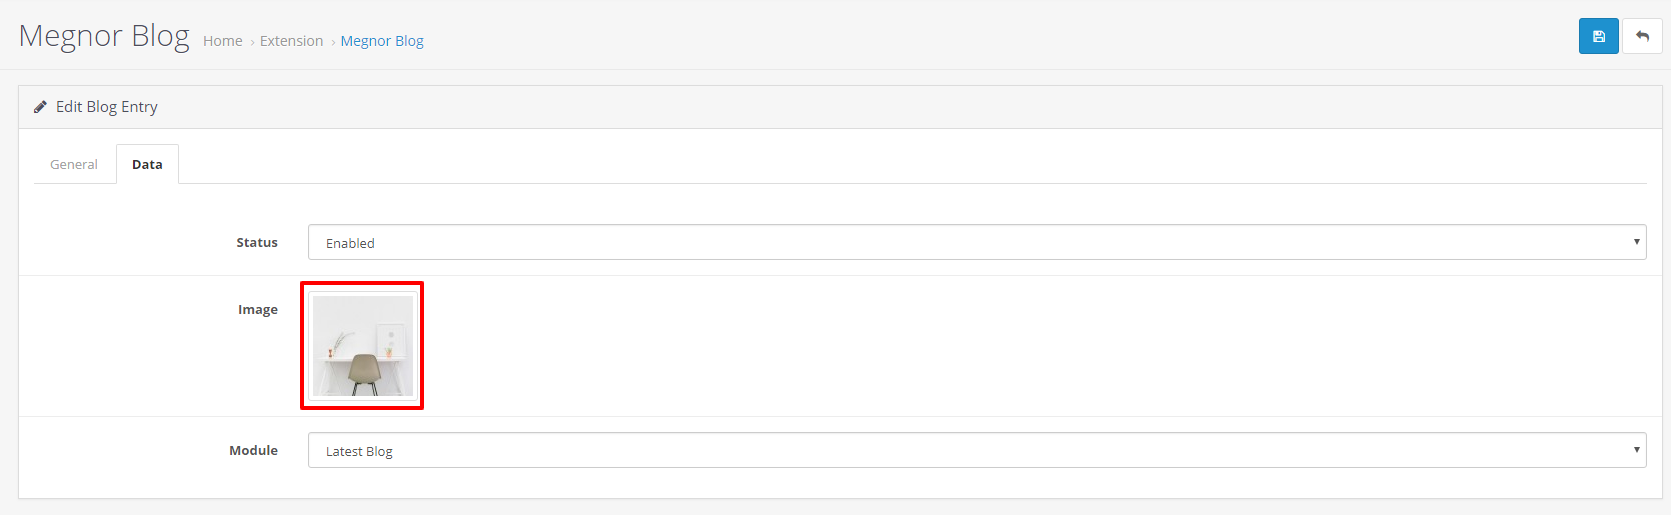 Megnor Blog Home › Extension › Megnor Blog
Edit Blog Entry
General Data
Status Enabled
Image
Module Latest Blog